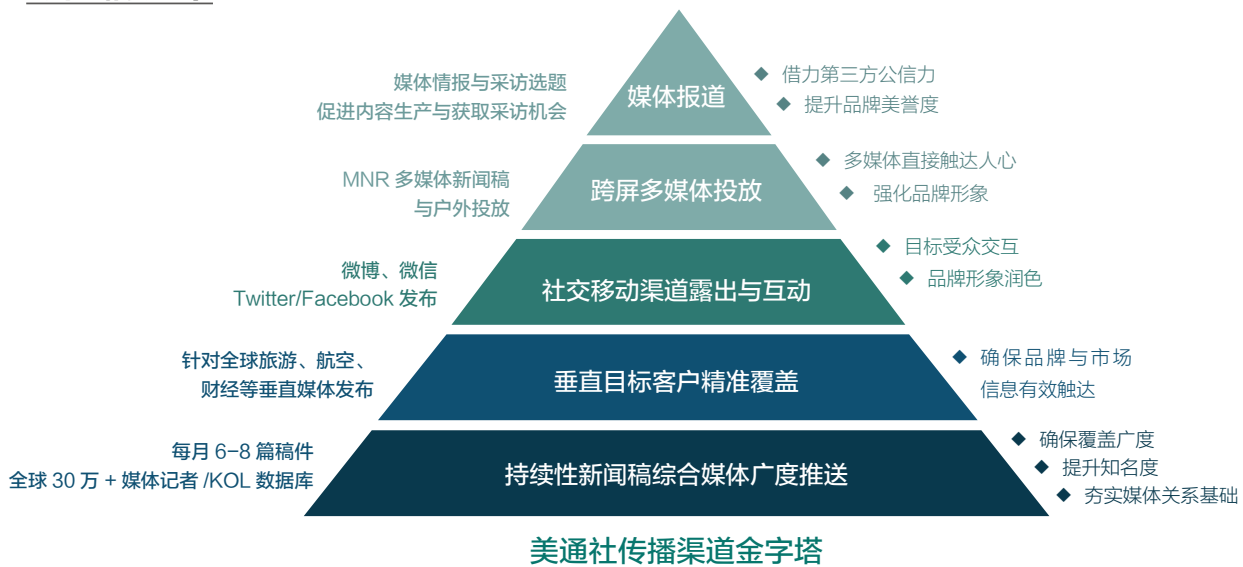 媒体情报与采访选题
促进内容生产与获取采访机会
媒体报道
◆ 借力第三方公信力
◆ 提升品牌美誉度
MNR 多媒体新闻稿
与户外投放
跨屏多媒体投放
◆ 多媒体直接触达人心
◆ 强化品牌形象
微博、微信
Twitter/Facebook 发布
社交移动渠道露出与互动
◆ 目标受众交互
◆ 品牌形象润色
针对全球旅游、航空、
财经等垂直媒体发布
垂直目标客户精准覆盖
◆ 确保品牌与市场
信息有效触达
每月 6-8 篇稿件
全球 30 万 + 媒体记者 /KOL 数据库
持续性新闻稿综合媒体广度推送
◆ 确保覆盖广度
◆ 提升知名度
◆ 夯实媒体关系基础
美通社传播渠道金字塔